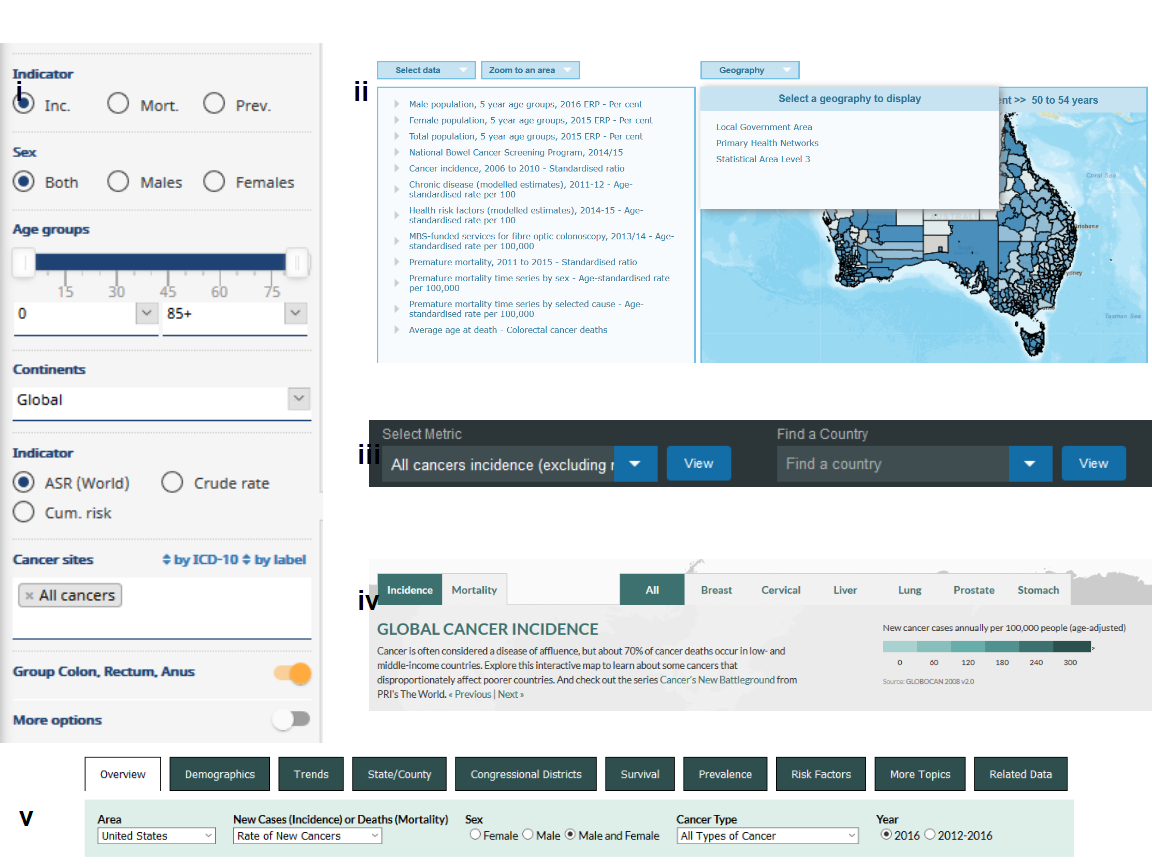 i
Indicator
Inc. Mort. Prev.
Sex
Both Males Females
Age groups
15 30 45 60 75
0 85+
Continents
Global
Indicator
ASR (World) Crude rate
Cum. risk
Cancer sites by ICD-10 by label
× All cancers
Group Colon, Rectum, Anus
More options
ii
Select data Zoom to an area Geography
Male population, 5 year age groups, 2016 ERP - Per cent
Female population, 5 year age groups, 2015 ERP - Per cent
Total population, 5 year age groups, 2015 ERP - Per cent
National Bowel Cancer Screening Program, 2014/15
Cancer incidence, 2006 to 2010 - Standardised ratio
Chronic disease (modelled estimates), 2011-12 - Age-
standardised rate per 100
Health risk factors (modelled estimates), 2014-15 - Age-
standardised rate per 100
MBS-funded services for fibre optic colonoscopy, 2013/14 - Age-
standardised rate per 100,000
Premature mortality, 2011 to 2015 - Standardised ratio
Premature mortality time series by sex - Age-standardised rate
per 100,000
Premature mortality time series by selected cause - Age-
standardised rate per 100,000
Average age at death - Colorectal cancer deaths
Select a geography to display
Local Government Area
Primary Health Networks
Statistical Area Level 3
nt >> 50 to 54 years
Coral Sea
Brisbane
ydney
Tasman Sea
iii
Select Metric Find a Country
All cancers incidence (excluding r View Find a country View
iv
Incidence Mortality All Breast Cervical Liver Lung Prostate Stomach
GLOBAL CANCER INCIDENCE
Cancer is often considered a disease of affluence, but about 70% of cancer deaths occur in low- and
middle-income countries. Explore this interactive map to learn about some cancers that
disproportionately affect poorer countries. And check out the series Cancer's New Battleground from
PRI's The World. « Previous | Next »
New cancer cases annually per 100,000 people (age-adjusted)
0 60 120 180 240 300
Source: GLOBOCAN 2008 v2.0
v
Overview Demographics Trends State/County Congressional Districts Survival Prevalence Risk Factors More Topics Related Data
Area New Cases (Incidence) or Deaths (Mortality) Sex Cancer Type Year
United States Rate of New Cancers Female Male Male and Female All Types of Cancer 2016 2012-2016